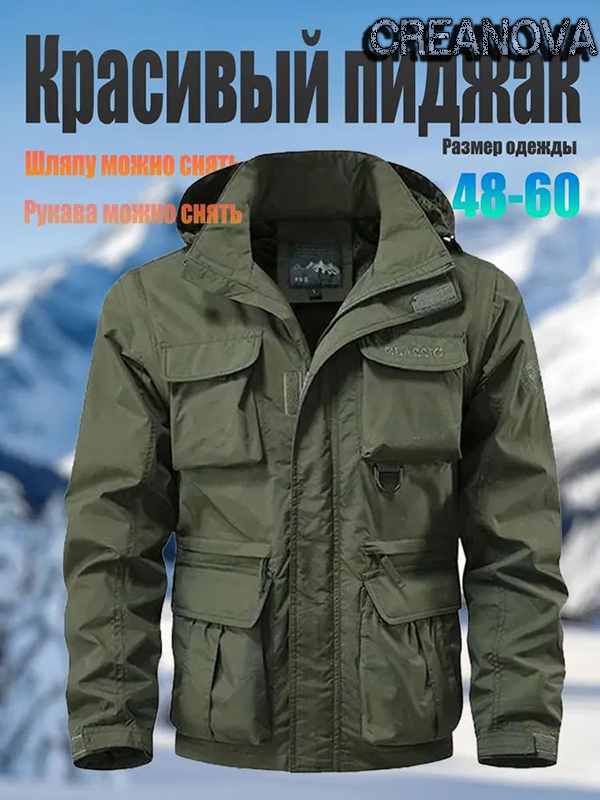 CREANOVA
Красивый пиджак
Размер одежды
Шляпу можно снять
48-60
Рукава можно снять